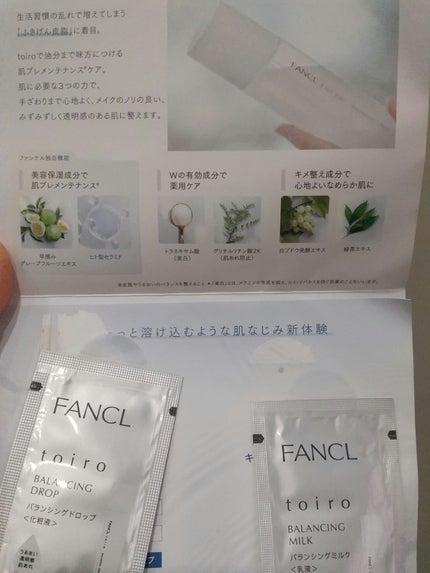 生活習慣の乱れで増えてしまう
「ふきげん皮脂」に着目。
toiroで油分まで味方につける
肌プレメンテナンス*ケア。
肌に必要な3つの力で、
手ざわりまで心地よく、メイクのノリの良い、
みずみずしく透明感のある肌に整えます。
FANCL
ファンケル独自機能
美容保湿成分で
肌プレメンテナンス*
早摘み
グレープフルーツエキス
ヒト型セラミド
Wの有効成分で
薬用ケア
トラネキサム酸
(美白)
グリチルリチン酸2K
(肌あれ防止)
キメ整え成分で
心地よいなめらか肌に
白ブドウ発酵エキス
緑茶エキス
っと溶け込むような肌なじみ新体験
FANCL
toiro
BALANCING
DROP
バランシングドロップ
<化粧液>
うるおい
透明感
肌あれ
キ
FANCL
toiro
BALANCING
MILK
バランシングミルク
<乳液>